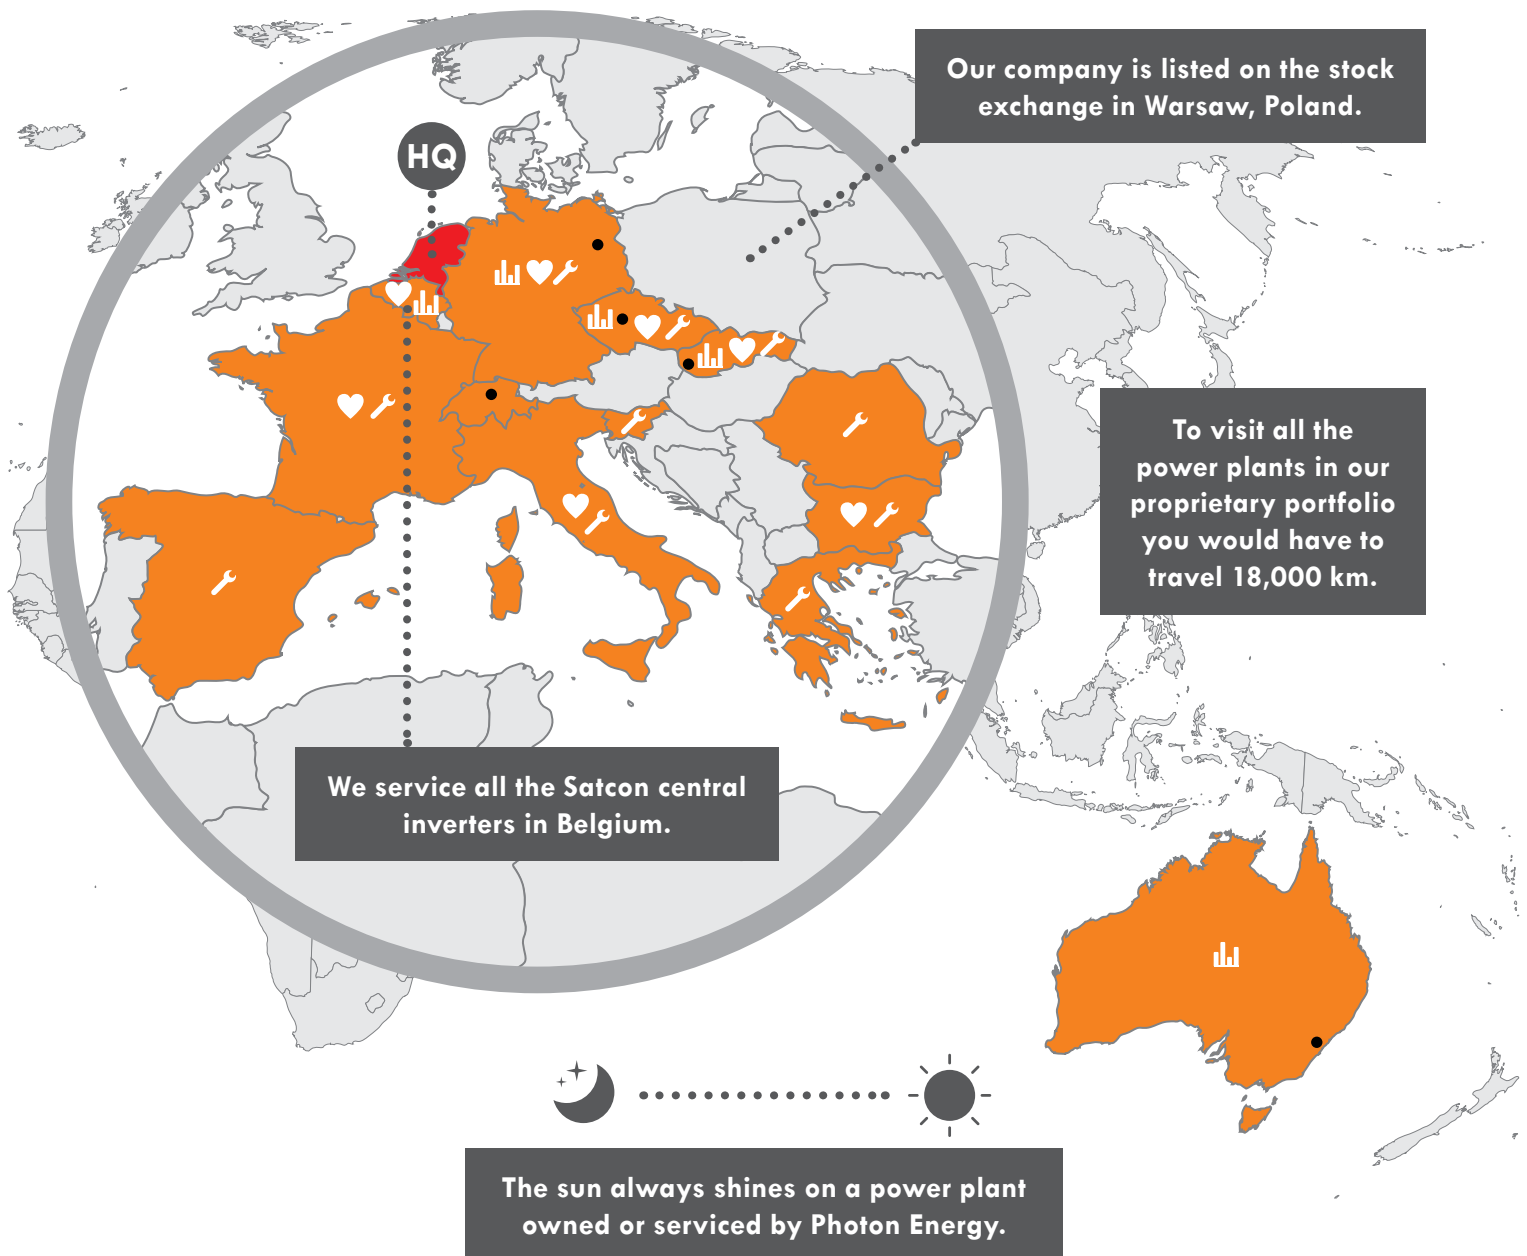 Our company is listed on the stock
exchange in Warsaw, Poland.
HQ
To visit all the
power plants in our
proprietary portfolio
you would have to
travel 18,000 km.
We service all the Satcon central
inverters in Belgium.
The sun always shines on a power plant
owned or serviced by Photon Energy.